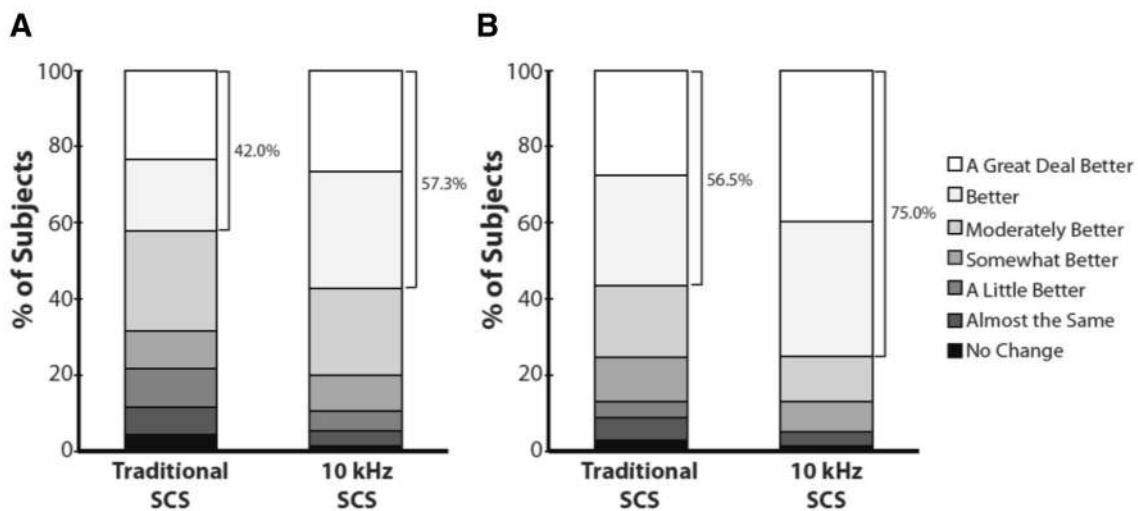 A
% of Subjects
100
80
60
40
20
0
42.0%
57.3%
Traditional
SCS
10 kHz
SCS
B
% of Subjects
100
80
60
40
20
0
56.5%
75.0%
Traditional
SCS
10 kHz
SCS
A Great Deal Better
Better
Moderately Better
Somewhat Better
A Little Better
Almost the Same
No Change